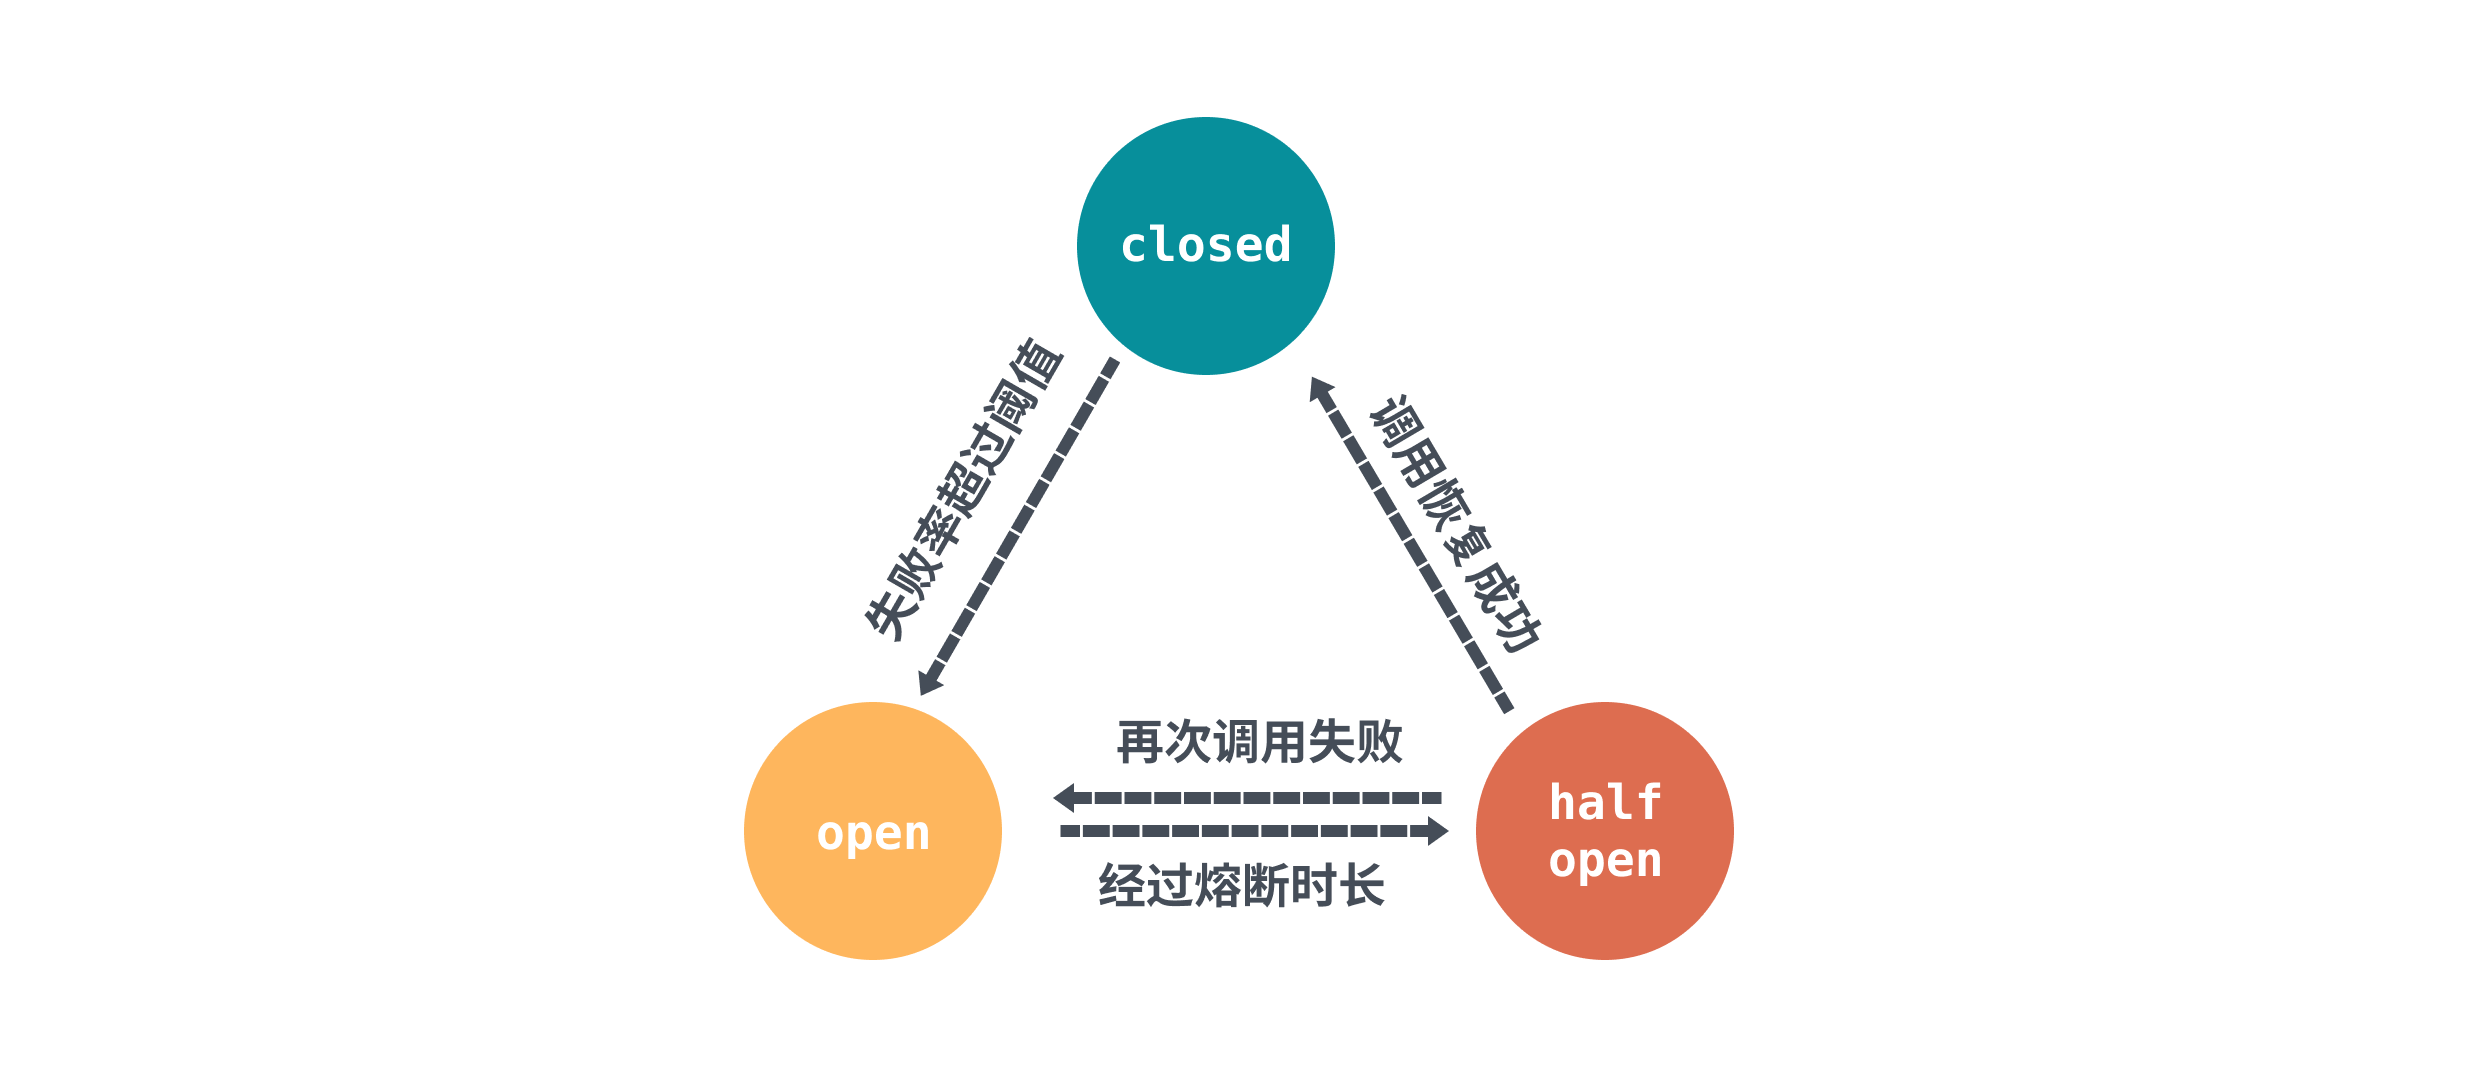 closed
失败率超过阈值
调用恢复成功
再次调用失败
open
half
open
经过熔断时长